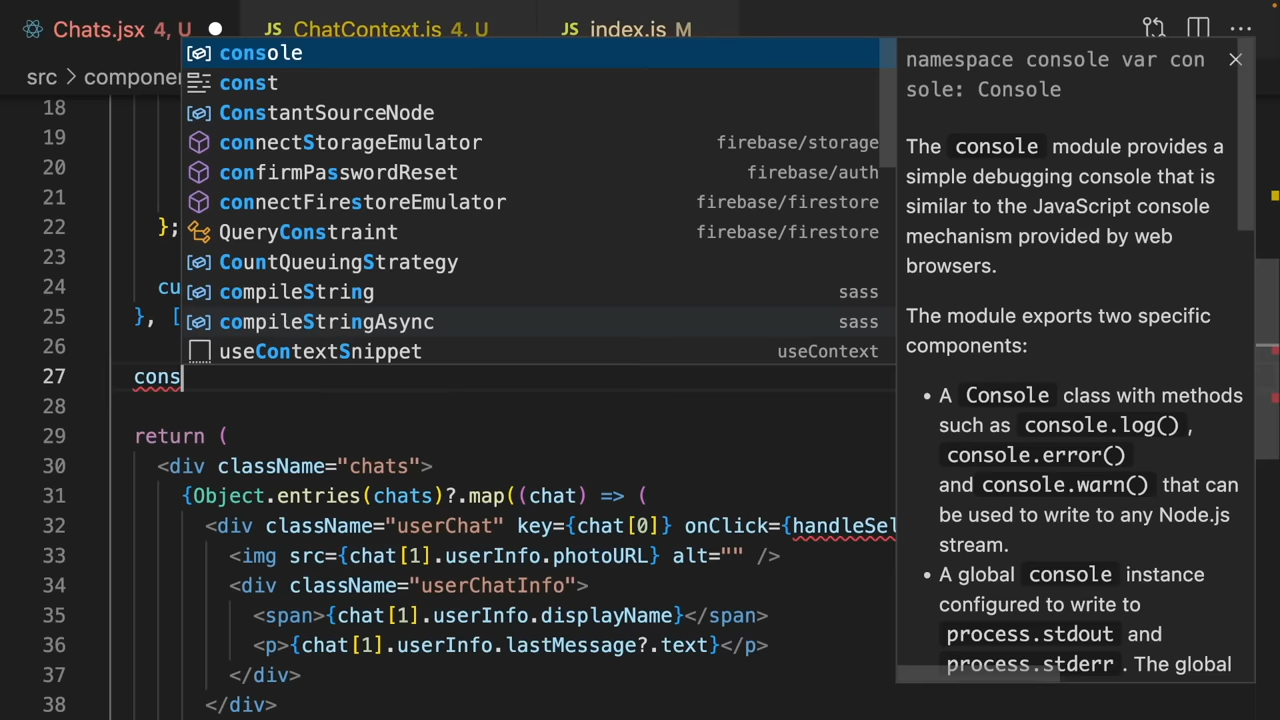 Chats.jsx 4, U
JS ChatContext.js 4, U
JS index.js M
src > componen
18
19
20
21
22 };
23
24 cu
25 }, [
26
27 cons
28
29 return (
30 <div className="chats">
31 {Object.entries(chats)?.map((chat) => (
32 <div className="userChat" key={chat[0]} onClick={handleSel
33 <img src={chat[1].userInfo.photoURL} alt="" />
34 <div className="userChatInfo">
35 <span>{chat[1].userInfo.displayName}</span>
36 <p>{chat[1].userInfo.lastMessage?.text}</p>
37 </div>
38 </div>
console
const
ConstantSourceNode
connectStorageEmulator firebase/storage
confirmPasswordReset firebase/auth
connectFirestoreEmulator firebase/firestore
QueryConstraint firebase/firestore
CountQueuingStrategy
compileString sass
compileStringAsync sass
useContextSnippet useContext
namespace console var con
sole: Console
The console module provides a
simple debugging console that is
similar to the JavaScript console
mechanism provided by web
browsers.
The module exports two specific
components:
• A Console class with methods
such as console.log() ,
console.error()
and console.warn() that can
be used to write to any Node.js
stream.
• A global console instance
configured to write to
process.stdout and
process.stderr . The global